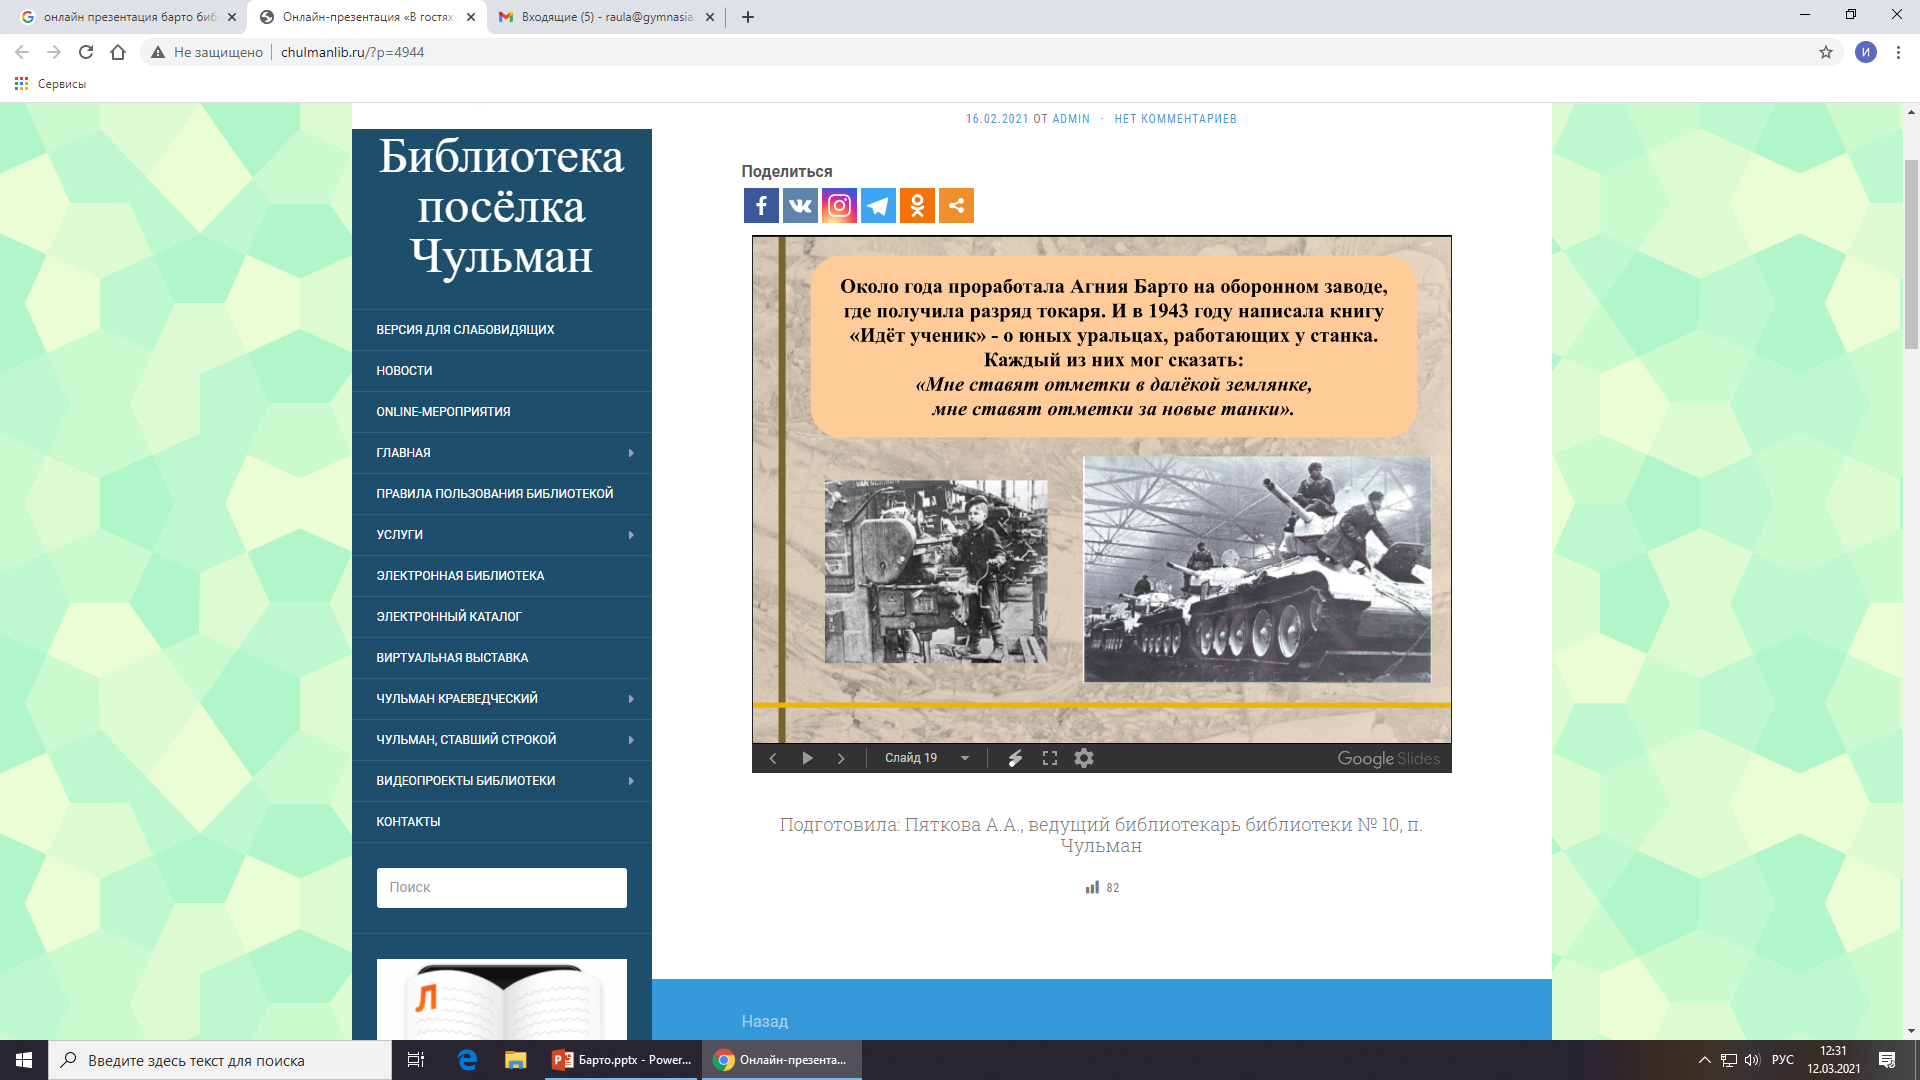 онлайн презентация барто биб
Онлайн-презентация «В гостях
Входящие (5) - raula@gymnasia
Не защищено
chulmanlib.ru/?p=4944
И
Сервисы
Библиотека
посёлка
Чульман
ВЕРСИЯ ДЛЯ СЛАБОВИДЯЩИХ
НОВОСТИ
ONLINE-МЕРОПРИЯТИЯ
ГЛАВНАЯ
ПРАВИЛА ПОЛЬЗОВАНИЯ БИБЛИОТЕКОЙ
УСЛУГИ
ЭЛЕКТРОННАЯ БИБЛИОТЕКА
ЭЛЕКТРОННЫЙ КАТАЛОГ
ВИРТУАЛЬНАЯ ВЫСТАВКА
ЧУЛЬМАН КРАЕВЕДЧЕСКИЙ
ЧУЛЬМАН, СТАВШИЙ СТРОКОЙ
ВИДЕОПРОЕКТЫ БИБЛИОТЕКИ
КОНТАКТЫ
Поиск
Л
16.02.2021 ОТ ADMIN · НЕТ КОММЕНТАРИЕВ
Поделиться
Около года проработала Агния Барто на оборонном заводе,
где получила разряд токаря. И в 1943 году написала книгу
«Идёт ученик» - о юных уральцах, работающих у станка.
Каждый из них мог сказать:
«Мне ставят отметки в далёкой землянке,
мне ставят отметки за новые танки».
Слайд 19
Google Slides
Подготовила: Пяткова А.А., ведущий библиотекарь библиотеки № 10, п.
Чульман
82
Назад
Введите здесь текст для поиска
Барто.pptx - Power...
Онлайн-презента...
РУС
12:31
12.03.2021